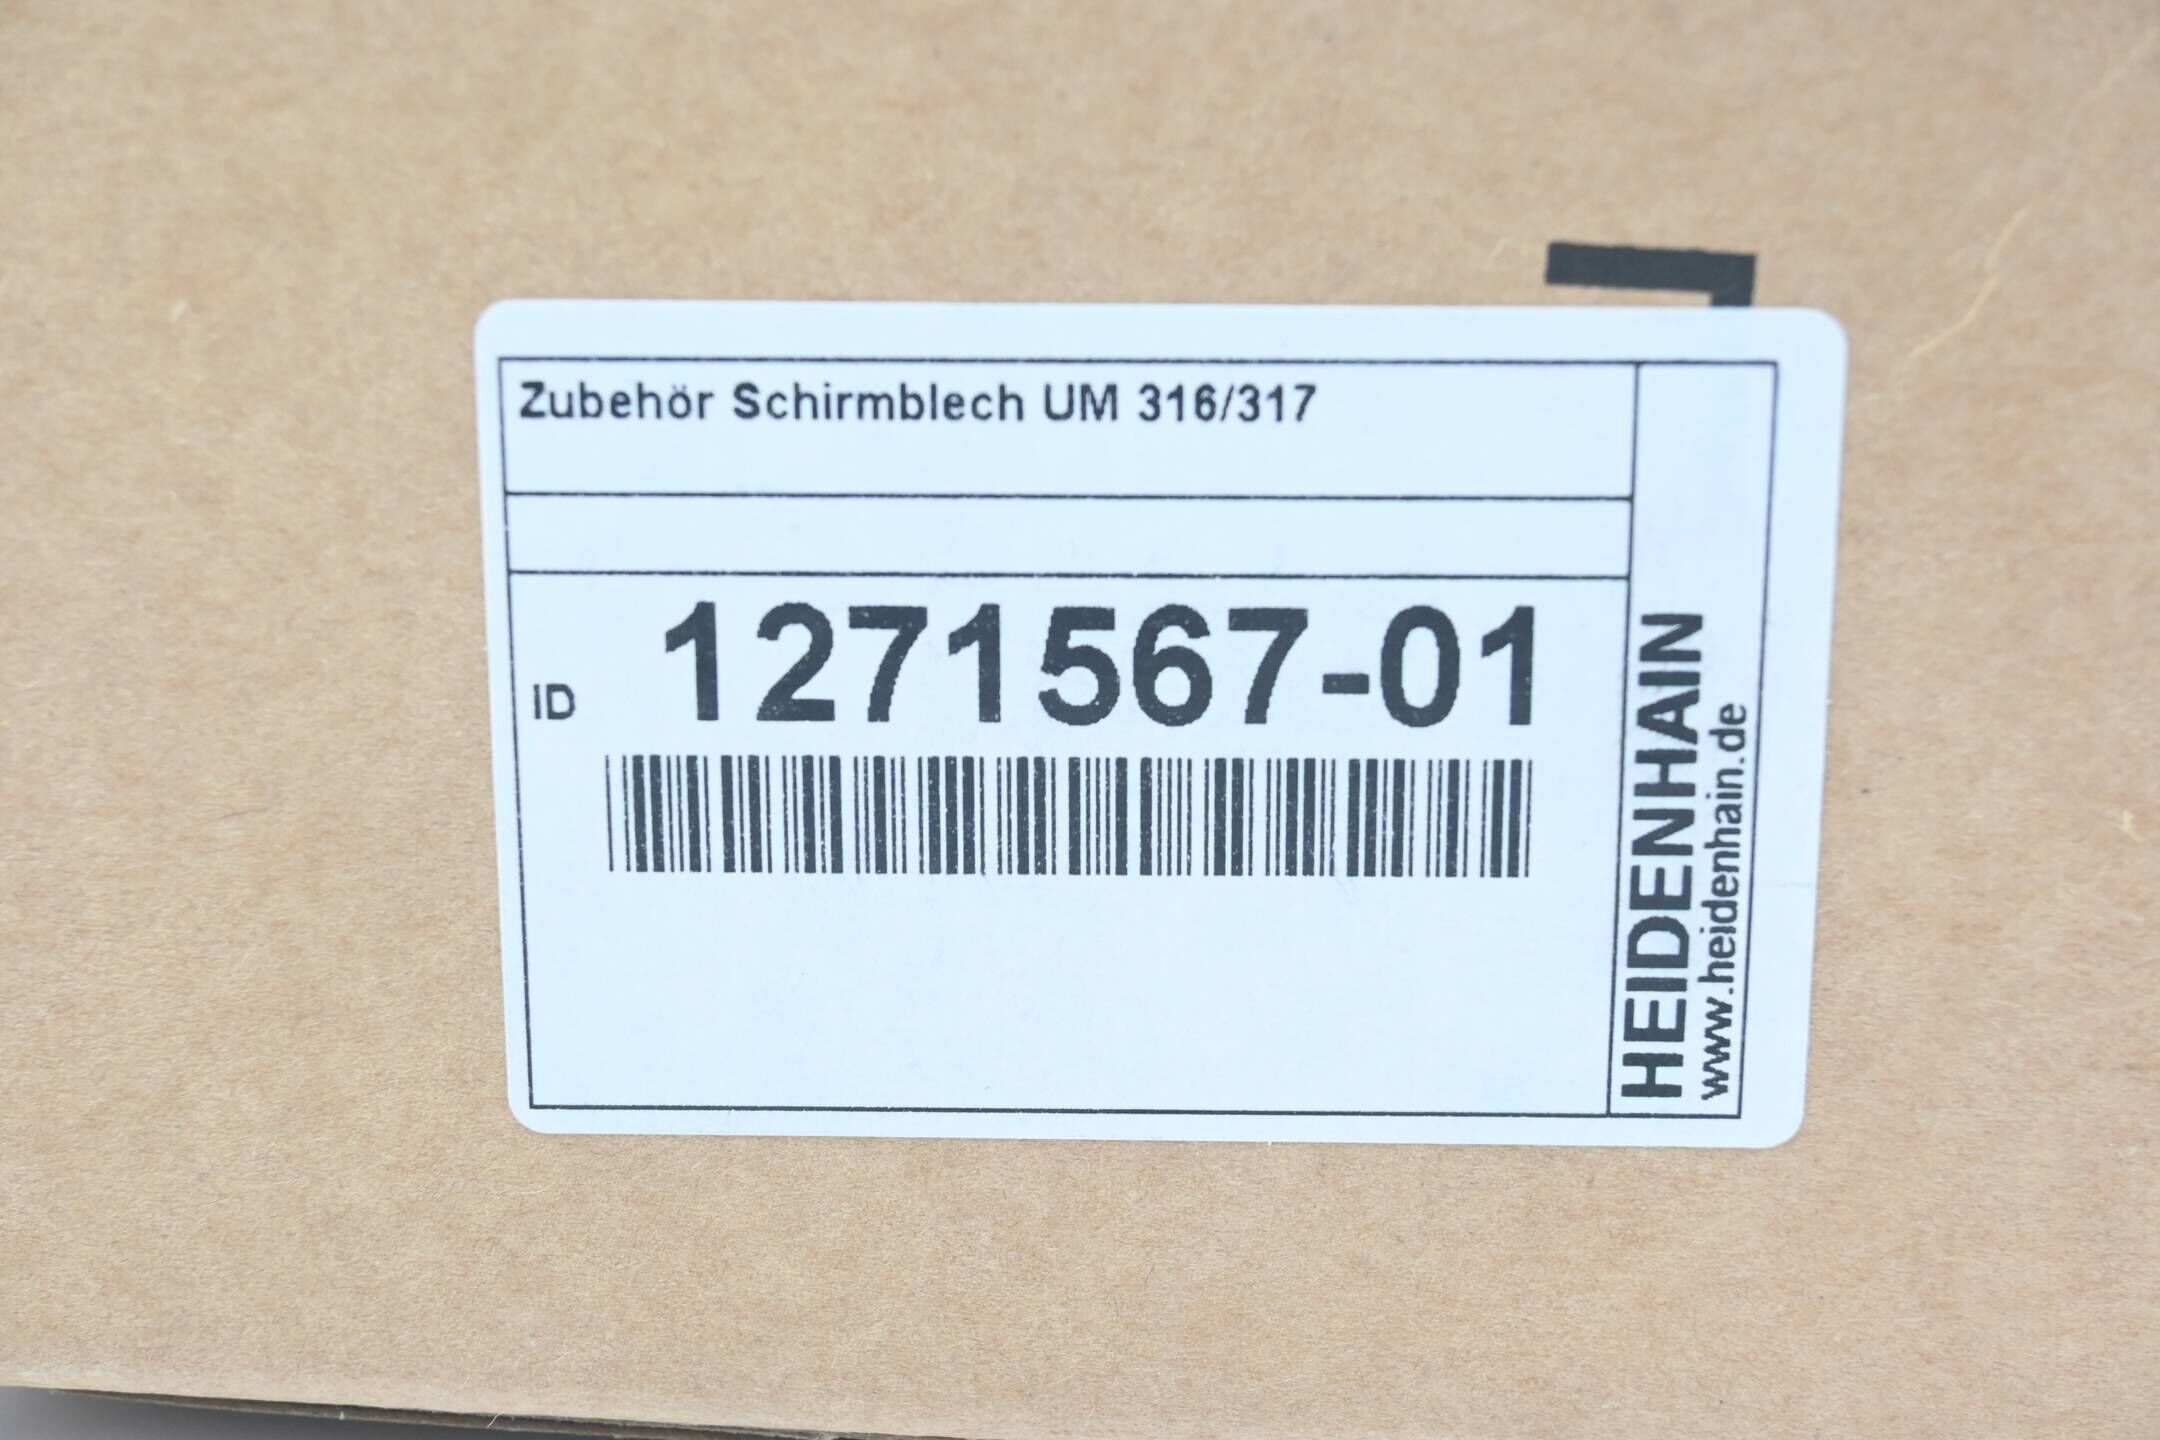 Zubehör Schirmblech UM 316/317
ID 1271567-01
HEIDENHAIN
www.heidenhain.de